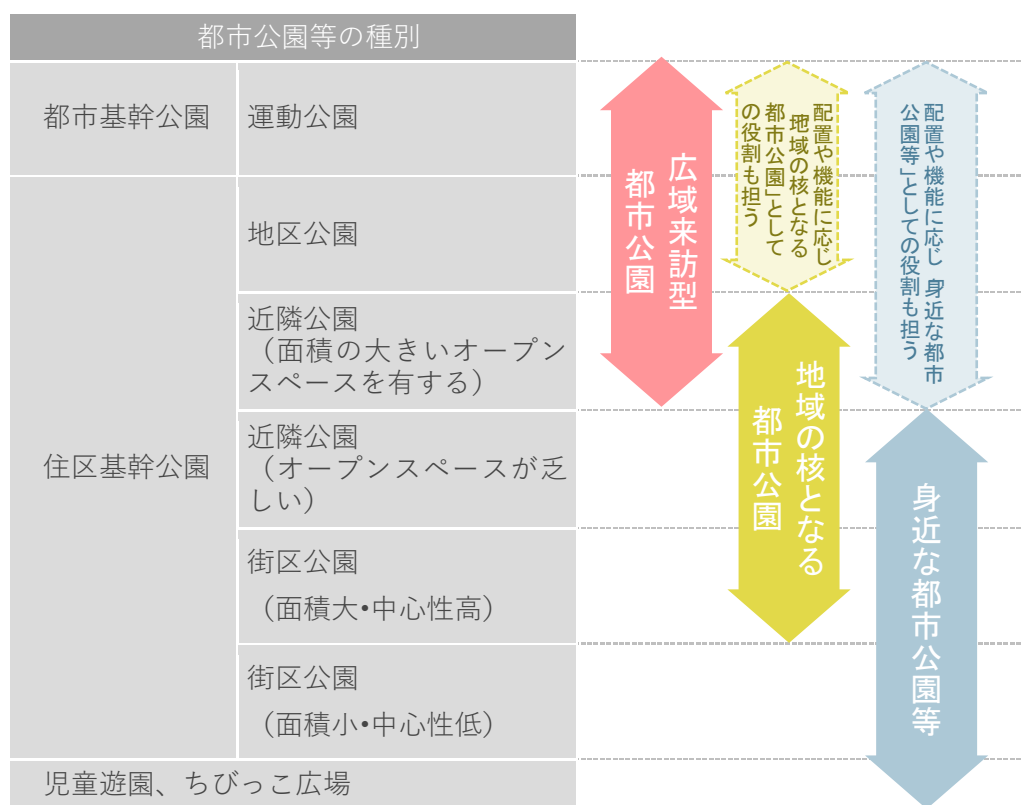 都市公園等の種別
都市基幹公園
運動公園
住区基幹公園
地区公園
近隣公園
（面積の大きいオープン
スペースを有する）
近隣公園
（オープンスペースが乏
しい）
街区公園
（面積大•中心性高）
街区公園
（面積小•中心性低）
児童遊園、ちびっこ広場
広域来訪型
都市公園
配置や機能に応じ
「地域の核となる
都市公園」として
の役割も担う
地域の核となる
都市公園
配置や機能に応じ 身近な都市
公園等」としての役割も担う
身近な都市公園等